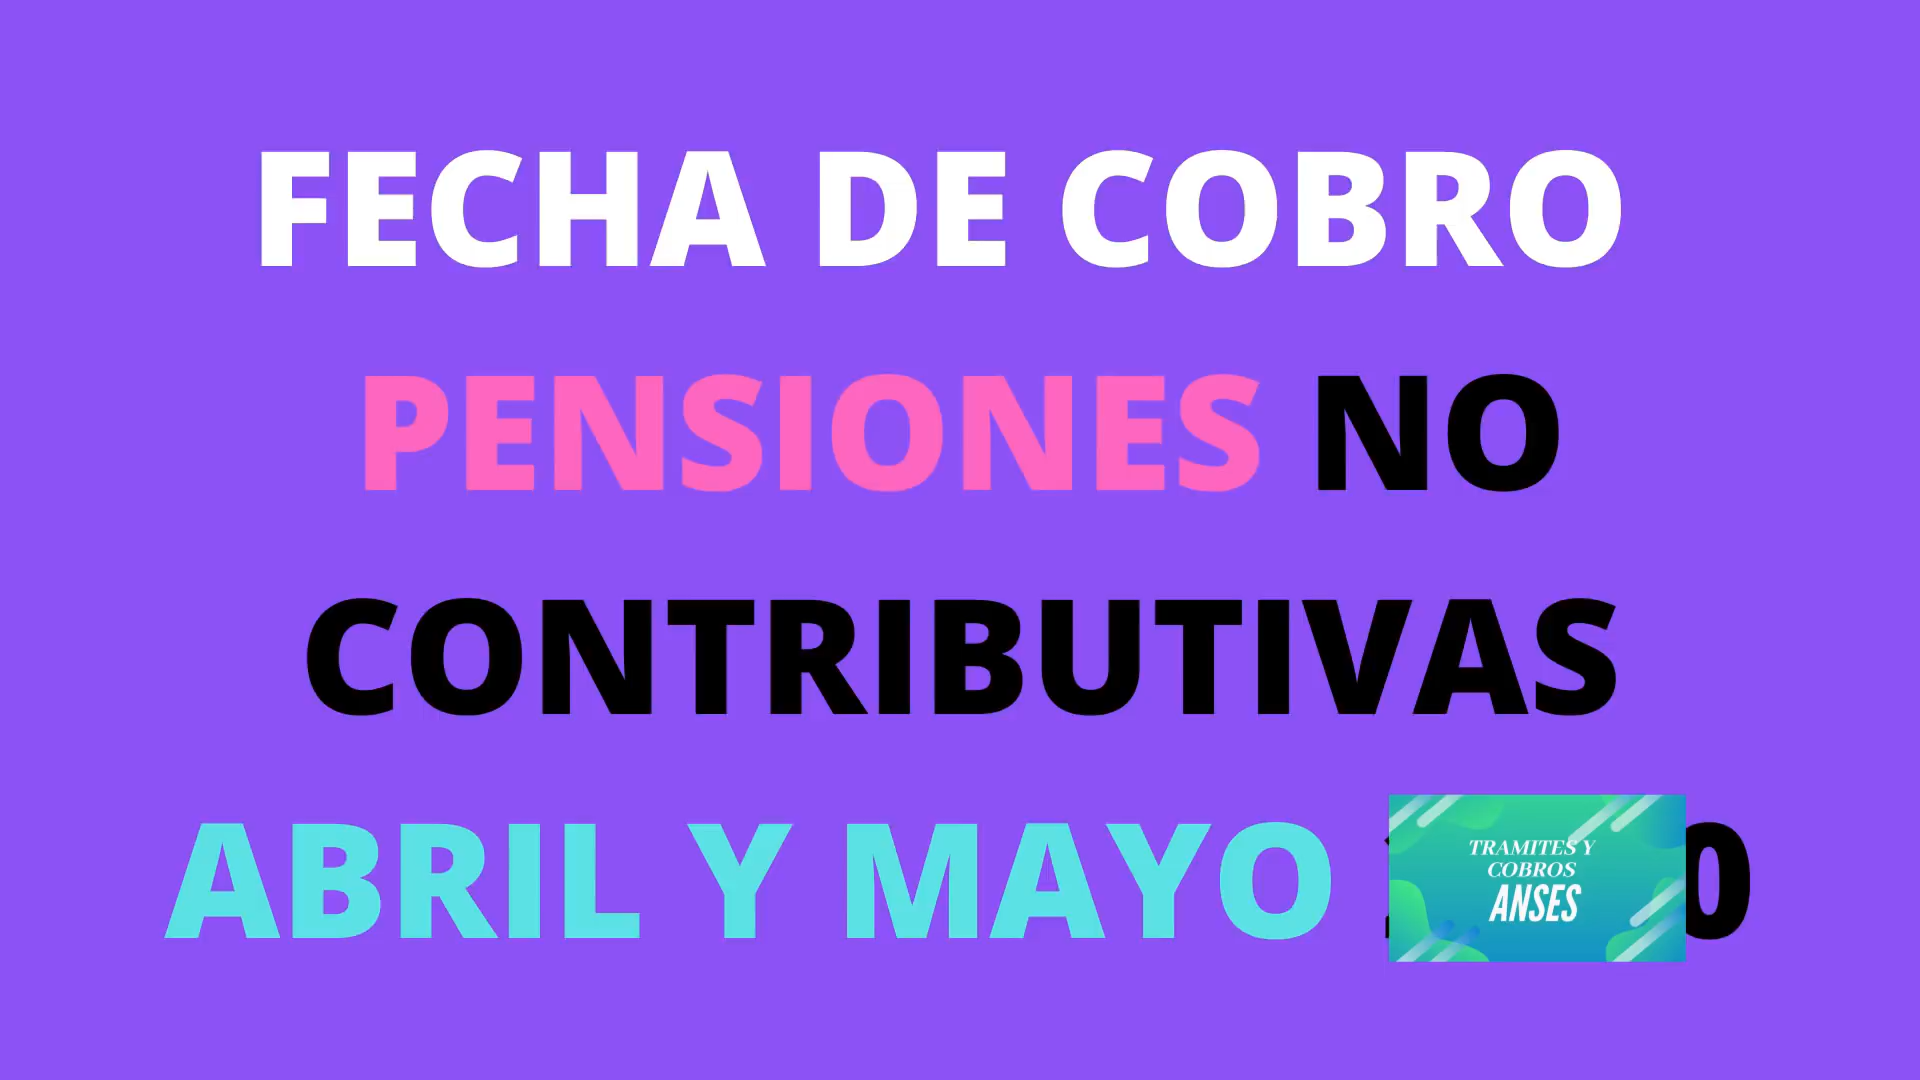 FECHA DE COBRO
PENSIONES NO
CONTRIBUTIVAS
ABRIL Y MAYO
TRAMITES Y
COBROS
ANSES